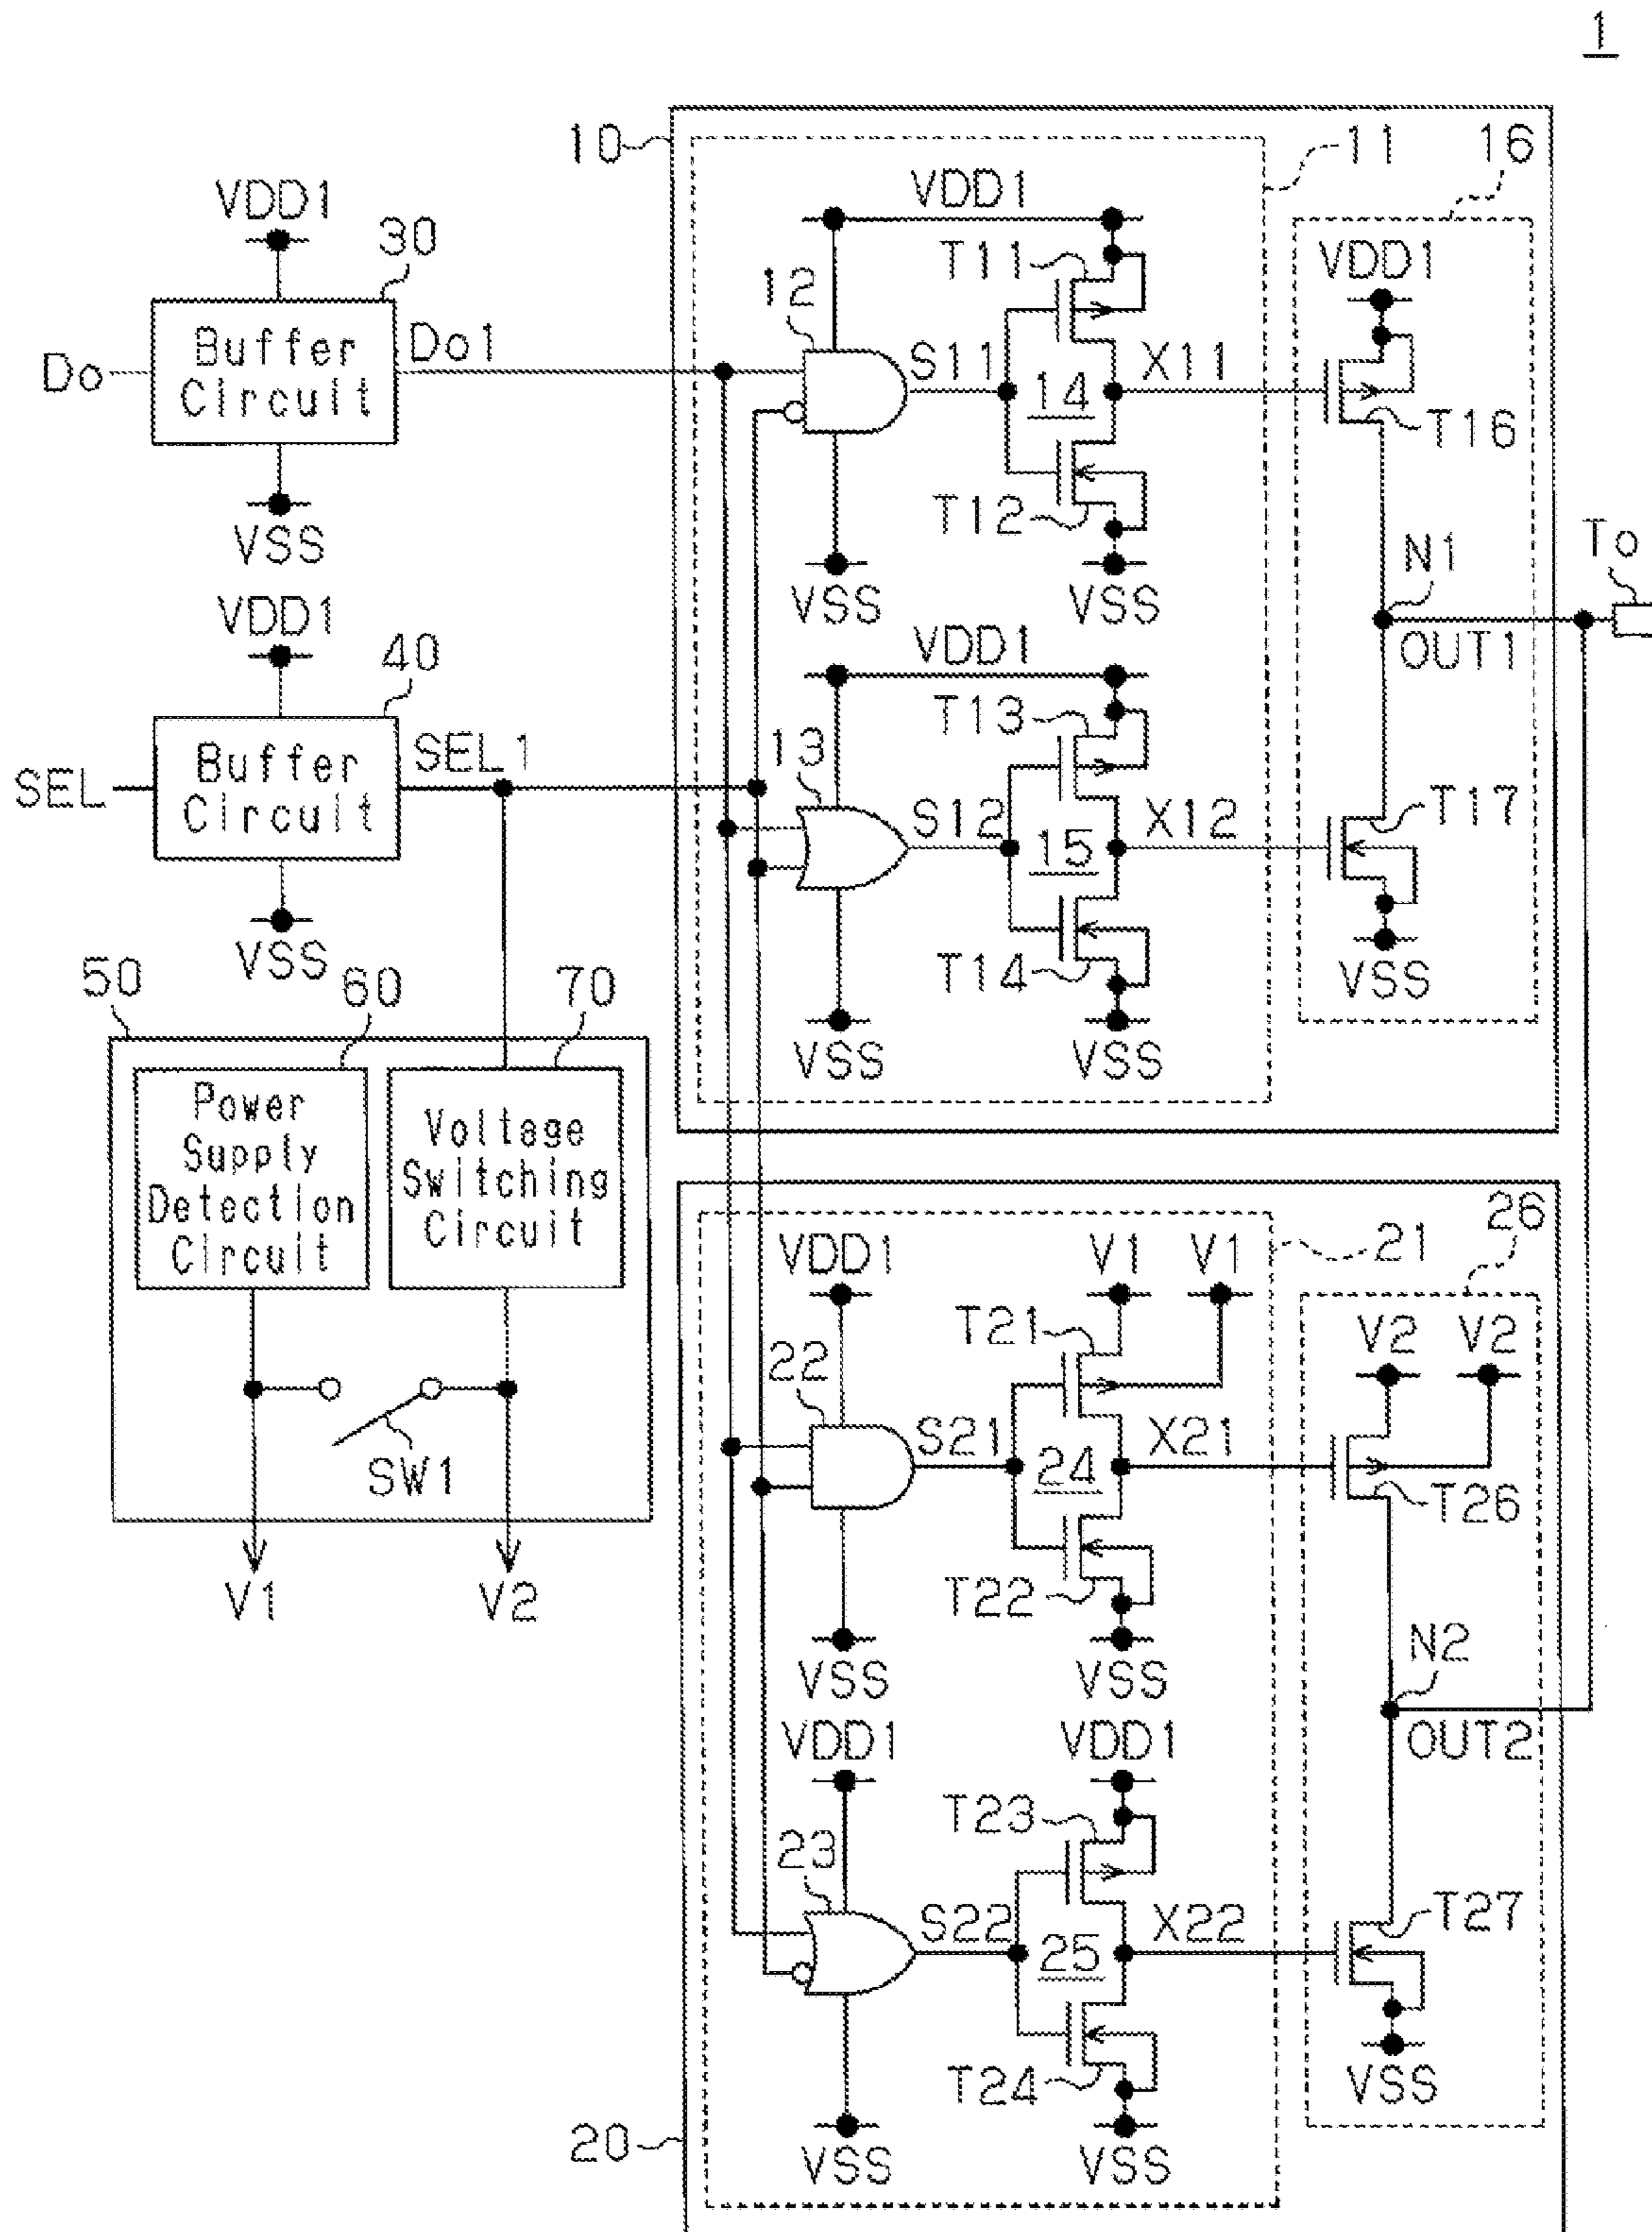 1
10
11
16
VDD1
30
Do
Buffer
Circuit
Do1
VSS
VDD1
12
T11
S11
14
X11
T12
VSS
VSS
VDD1
T16
N1
OUT1
To
VDD1
40
SEL
Buffer
Circuit
SEL1
VSS
VDD1
13
T13
S12
15
X12
T14
VSS
VSS
T17
VSS
50
60
70
Power
Supply
Detection
Circuit
Voltage
Switching
Circuit
SW1
V1
V2
20
21
26
VDD1
V1
V1
22
T21
S21
24
X21
T22
VSS
VSS
V2
V2
T26
N2
OUT2
VDD1
VDD1
23
T23
S22
25
X22
T24
VSS
VSS
T27
VSS